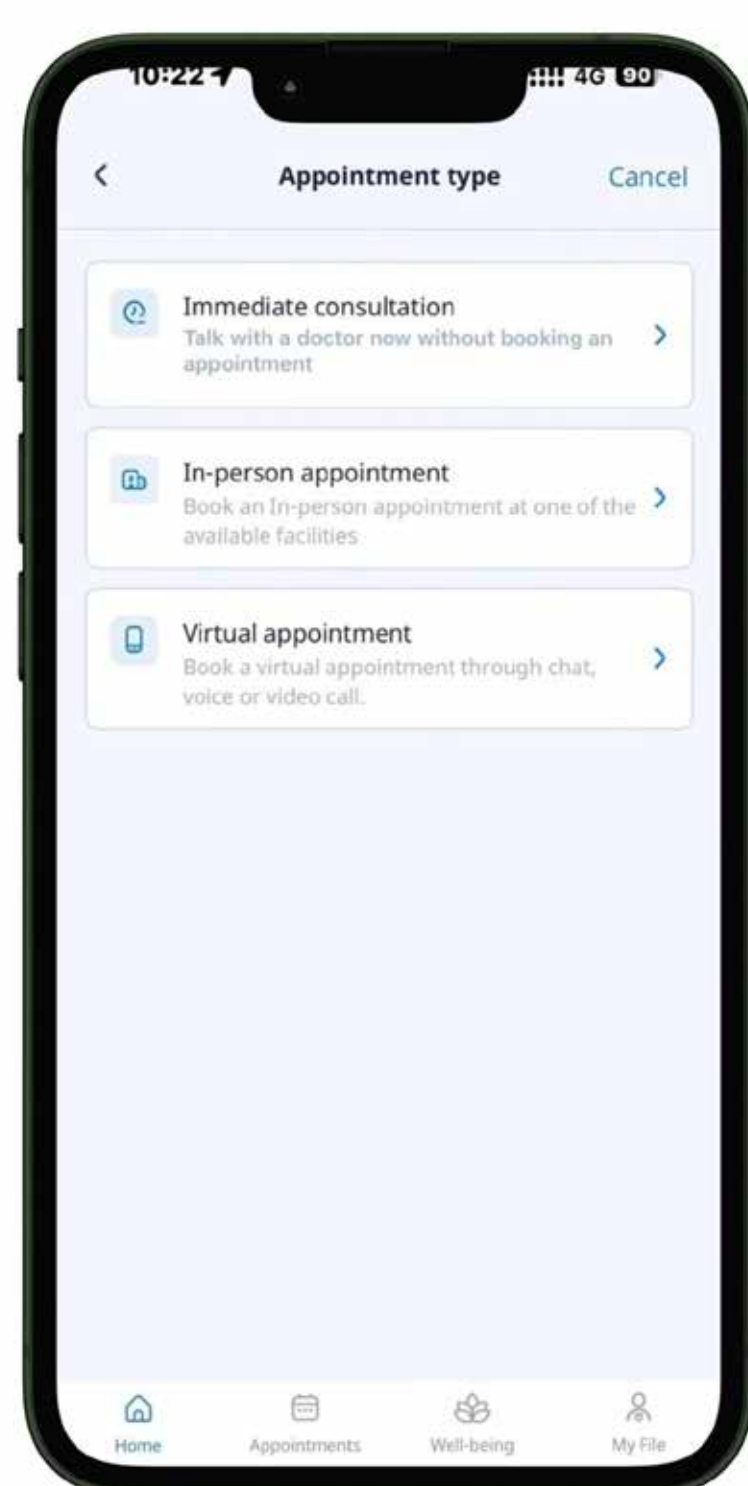 10:22
4G 90
Appointment type
Cancel
Immediate consultation
Talk with a doctor now without booking an
appointment
In-person appointment
Book an In-person appointment at one of the
available facilities
Virtual appointment
Book a virtual appointment through chat,
voice or video call.
Home
Appointments
Well-being
My File